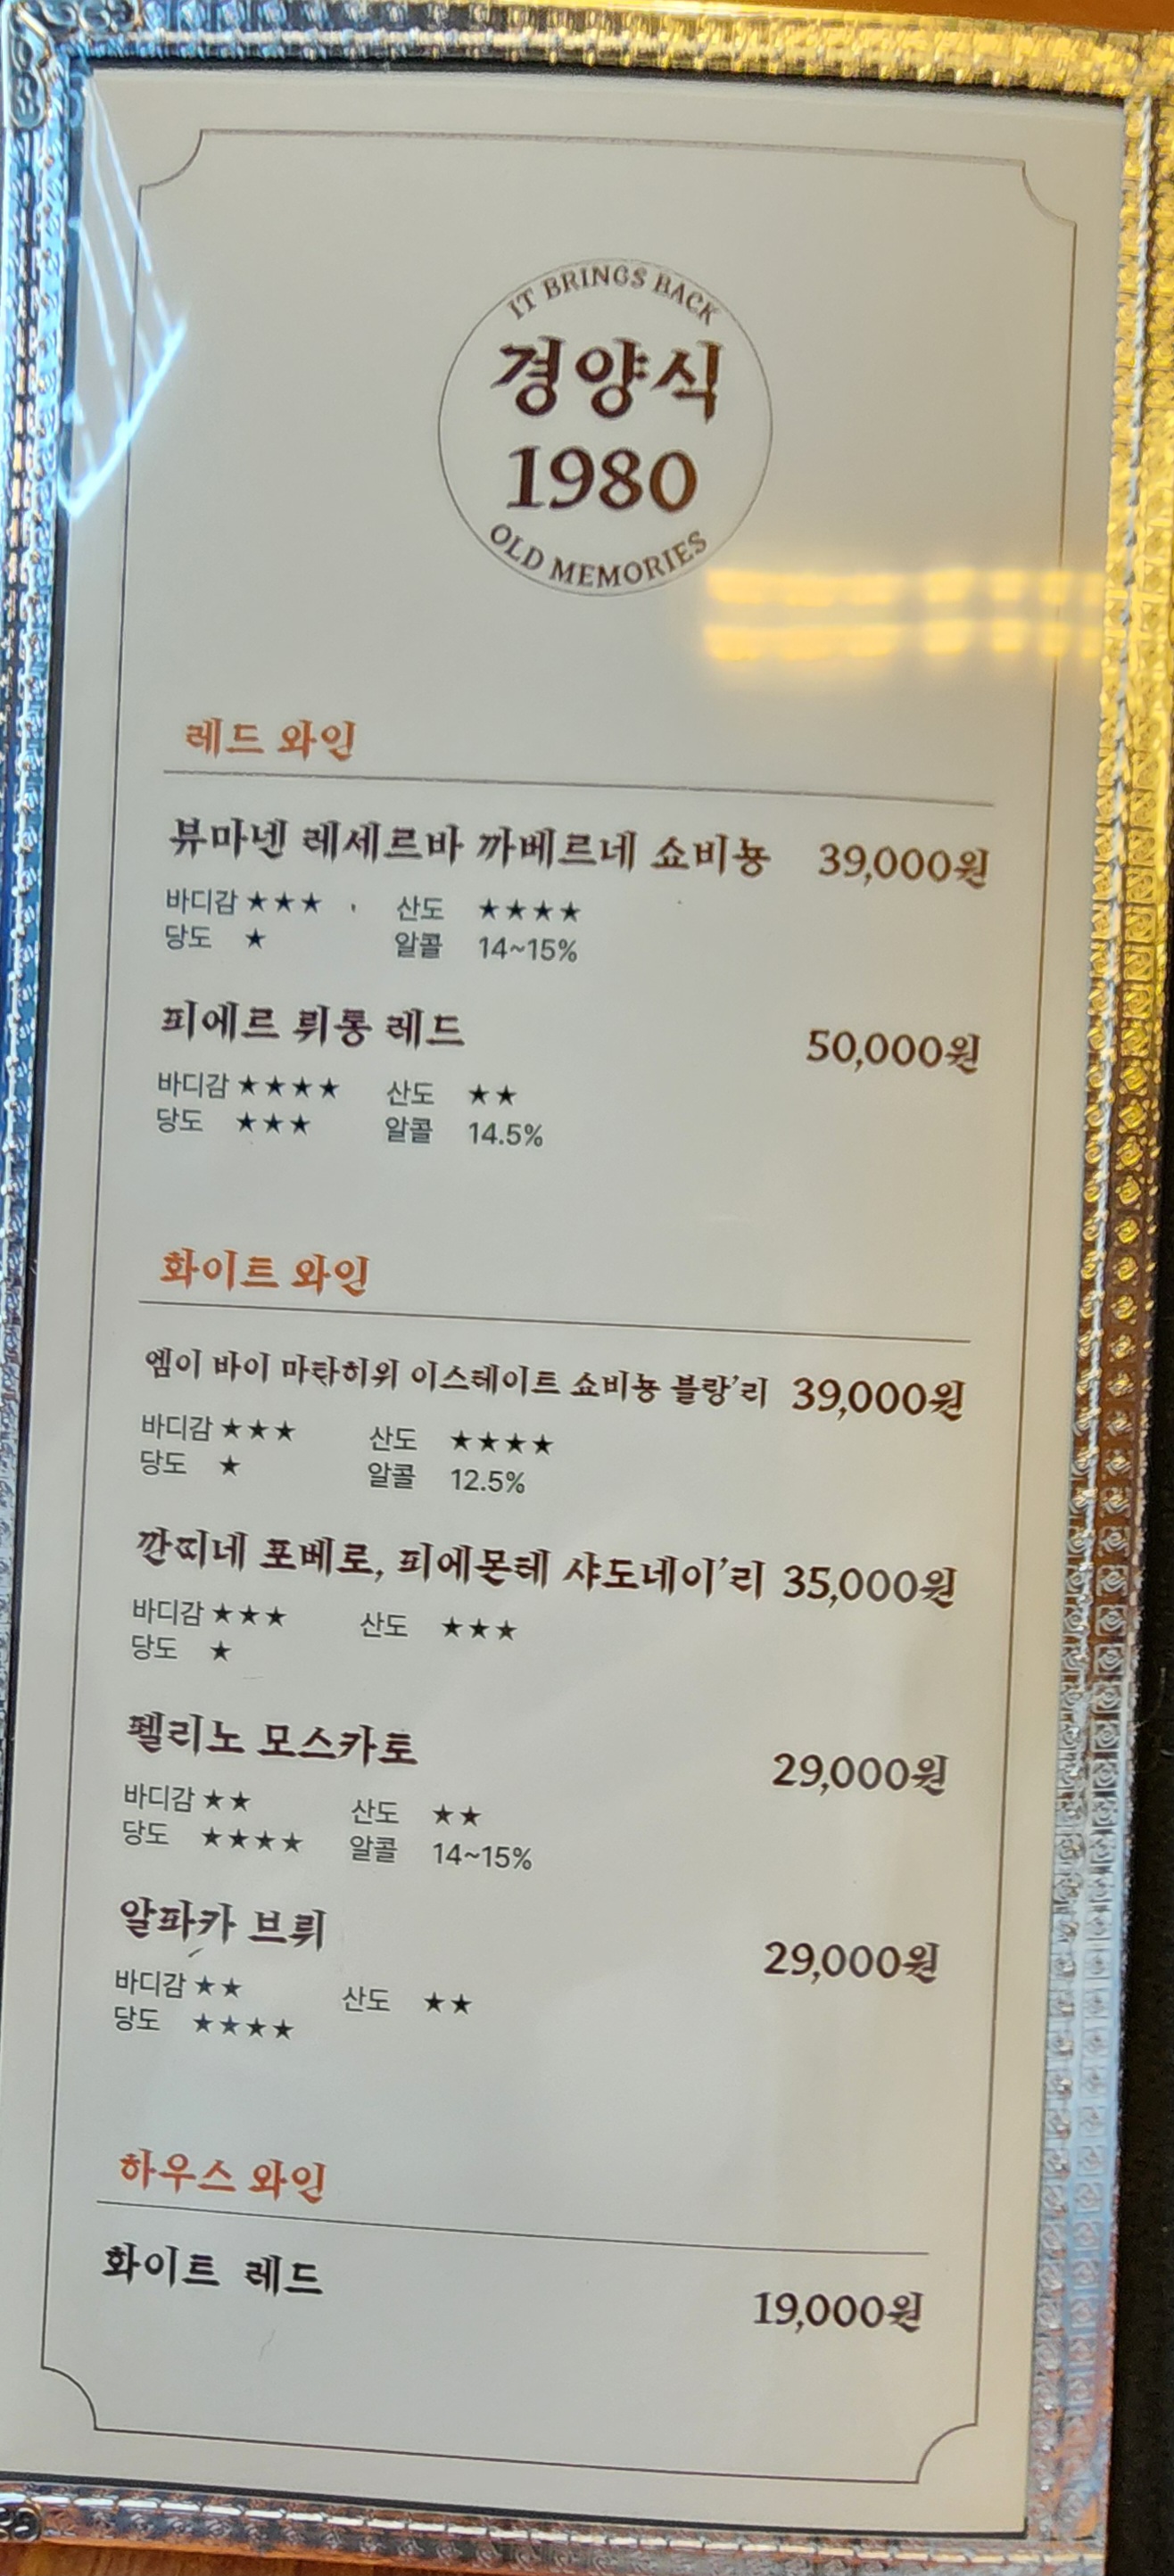 IT BRINGS BACK
경양식
1980
OLD MEMORIES
레드 와인
뷰마넨 레세르바 까베르네 쇼비뇽 39,000원
바디감 ★★★ 산도 ★★★★
당도 ★ 알콜 14~15%
피에르 뤼통 레드 50,000원
바디감 ★★★★ 산도 ★★
당도 ★★★ 알콜 14.5%
화이트 와인
엠이 바이 마타히위 이스테이트 쇼비뇽 블랑'리 39,000원
바디감 ★★★ 산도 ★★★★
당도 ★ 알콜 12.5%
깐띠네 포베로, 피에몬테 샤도네이'리 35,000원
바디감 ★★★ 산도 ★★★
당도 ★
펠리노 모스카토 29,000원
바디감 ★★ 산도 ★★
당도 ★★★★ 알콜 14~15%
알파카 브뤼 29,000원
바디감 ★★ 산도 ★★
당도 ★★★★
하우스 와인
화이트 레드 19,000원